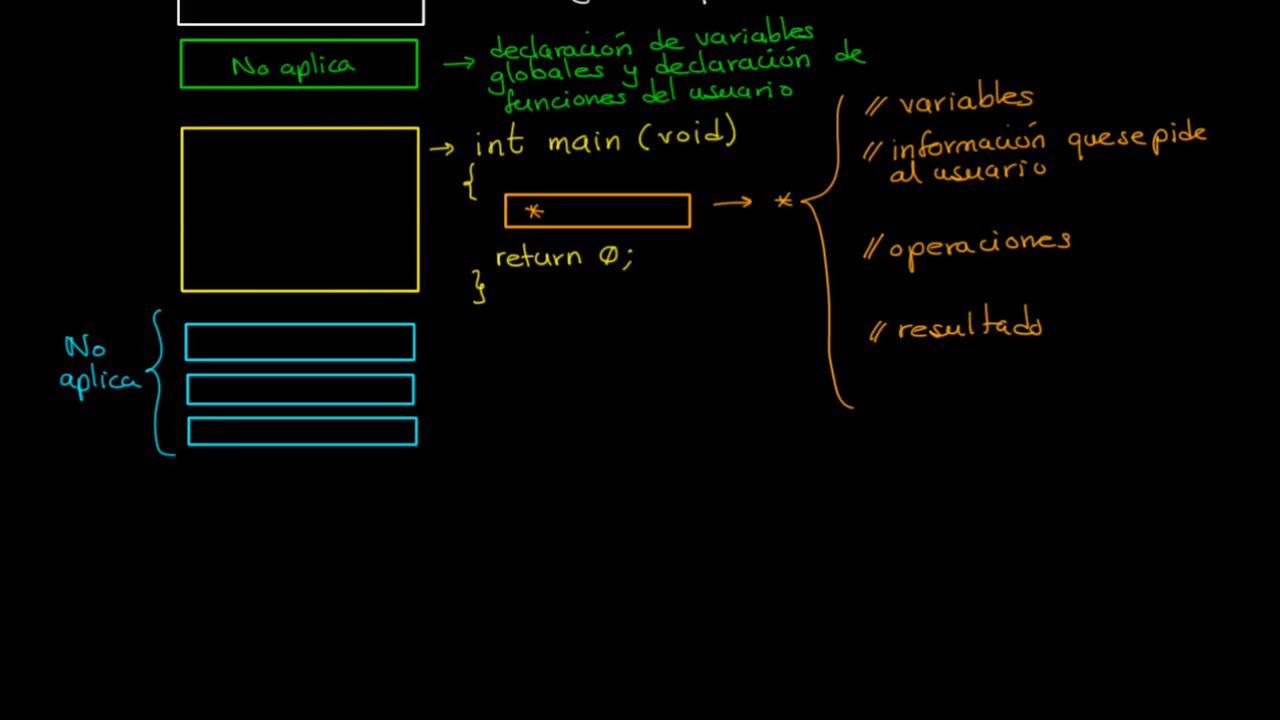 No aplica
→ declaración de variables
globales y declaración de
funciones del usuario
→ int main (void)
{
*
return 0;
}
→ *
// variables
// información que se pide
al usuario
// operaciones
// resultado
No
aplica